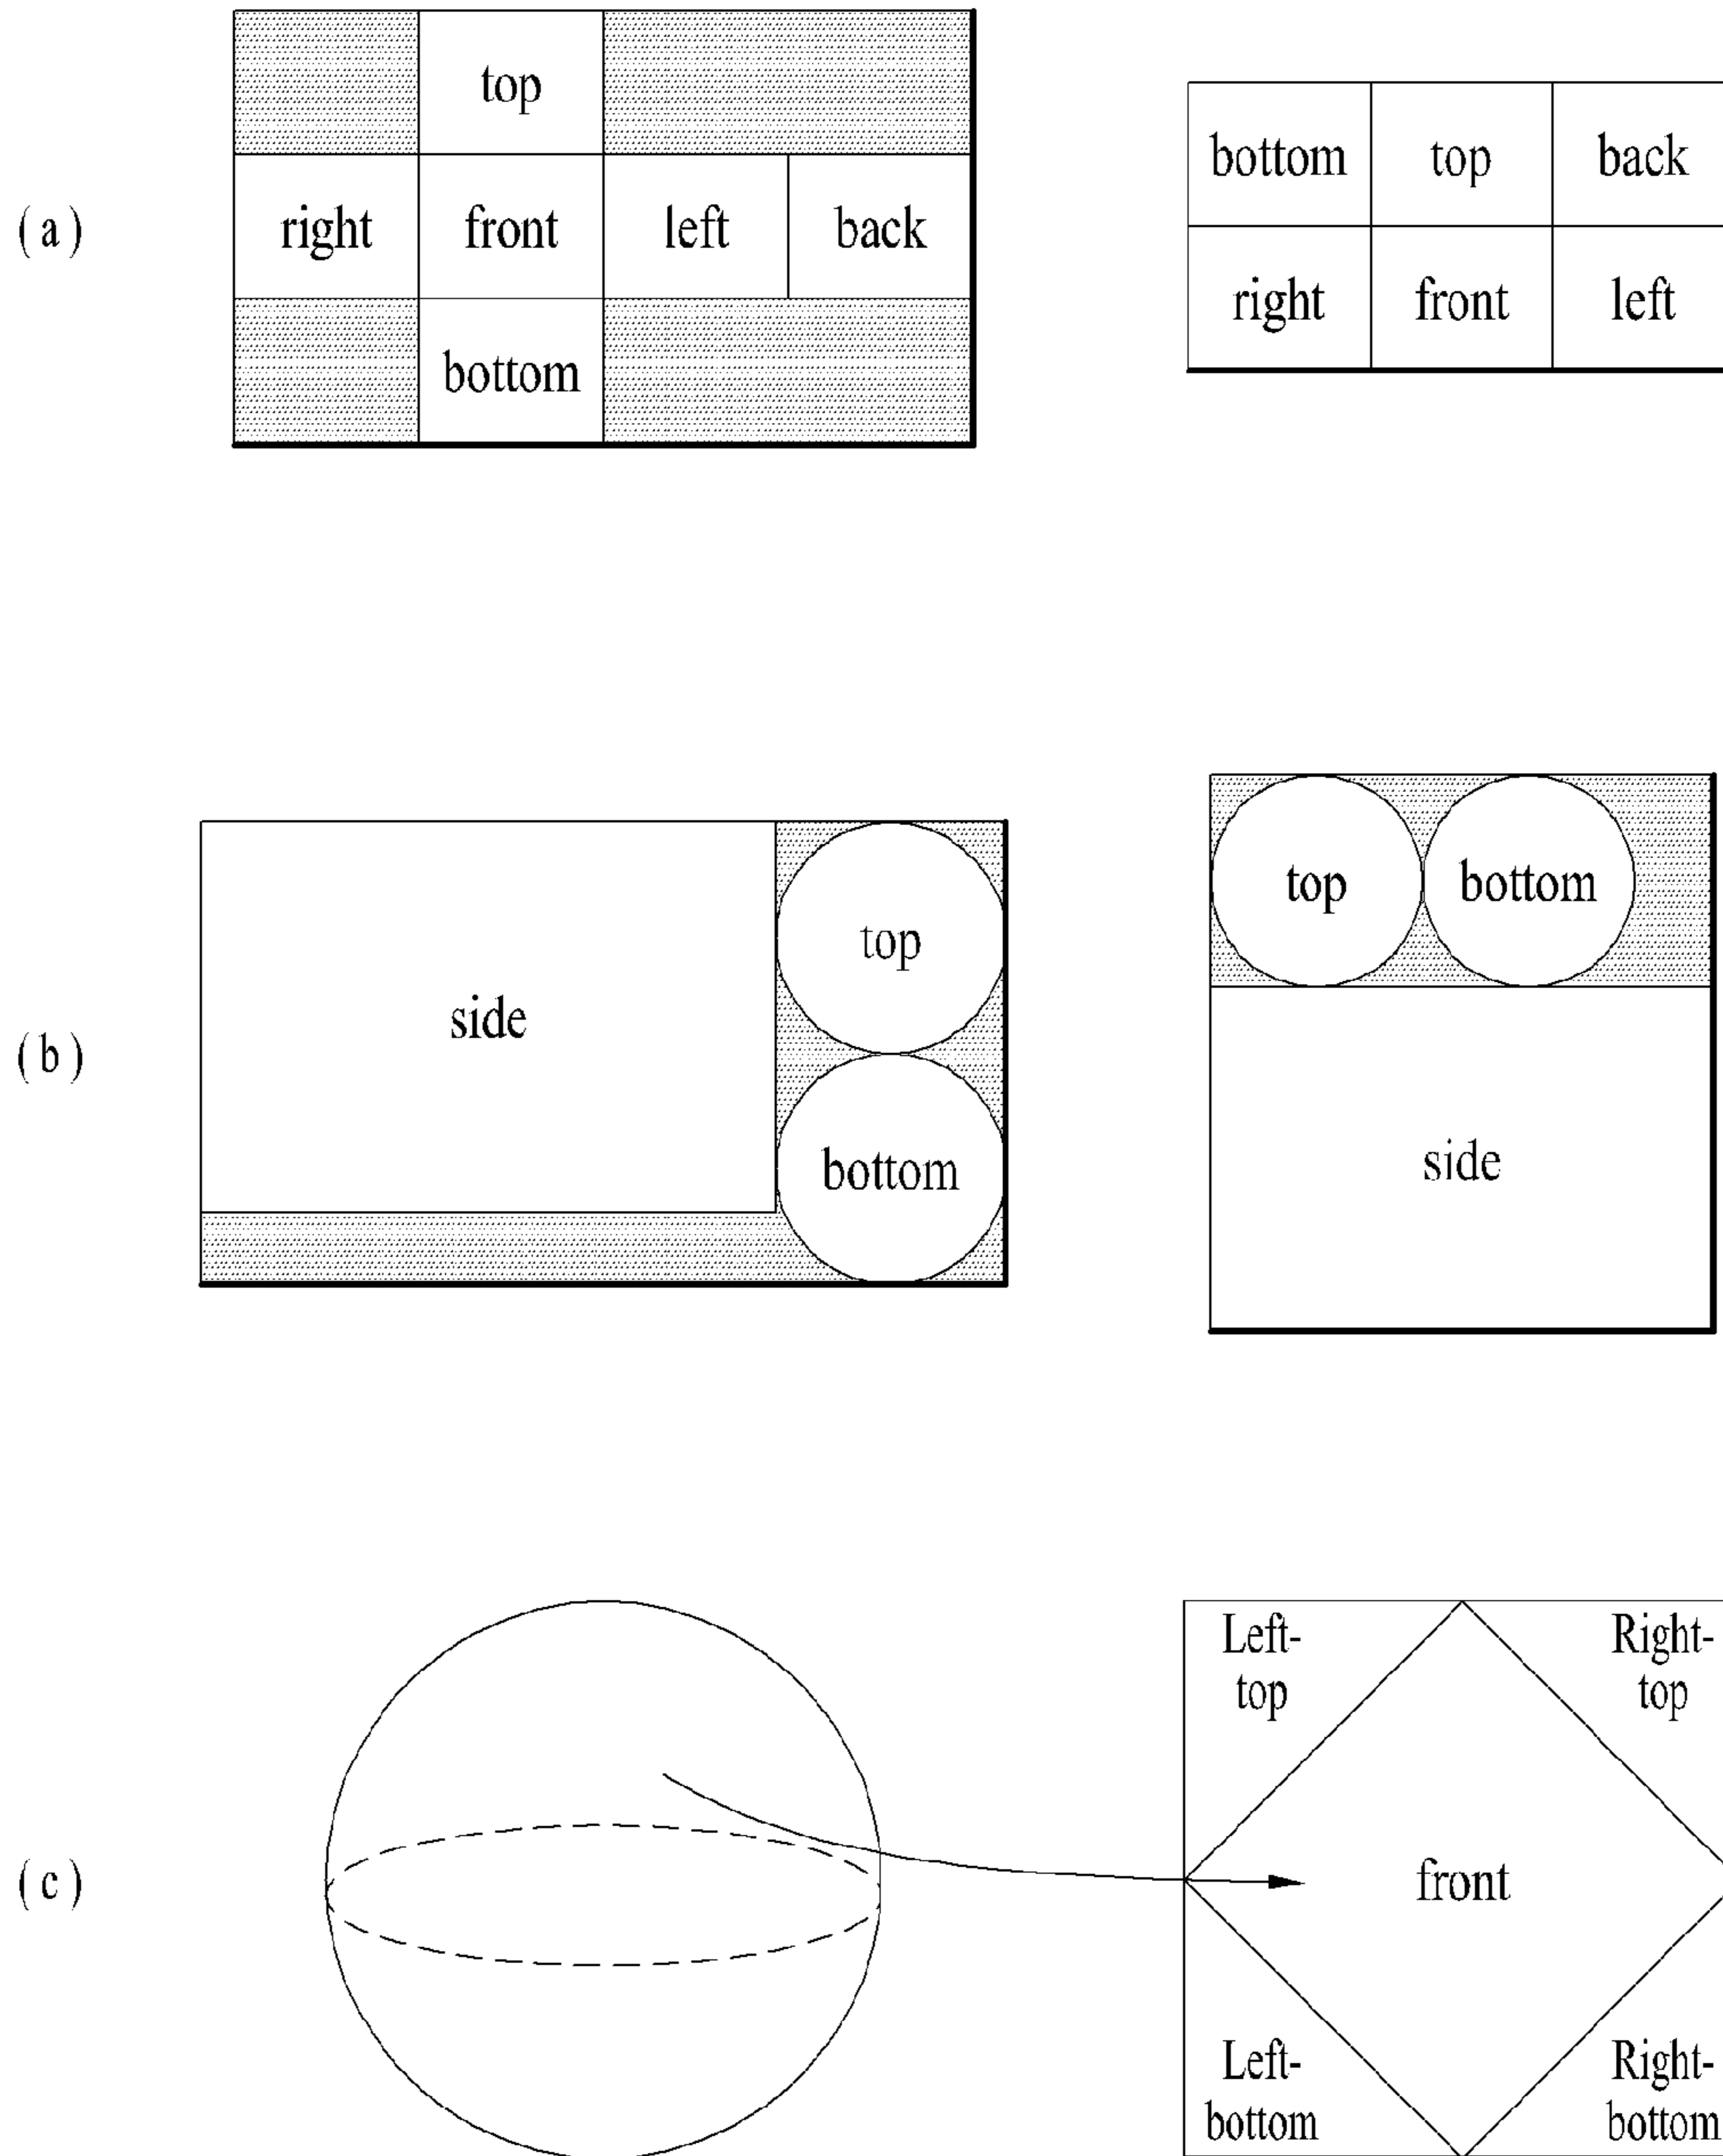 (a)
top
right front left back
bottom
bottom top back
right front left
(b)
side
top
bottom
top bottom
side
(c)
Left-
top
Right-
top
front
Left-
bottom
Right-
bottom